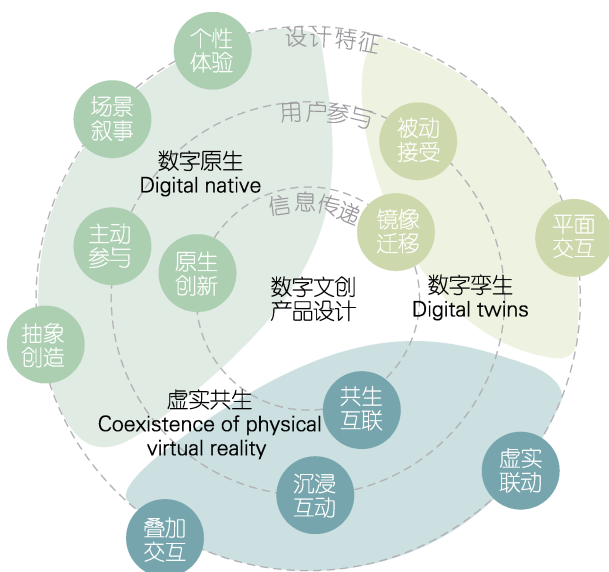 个性
体验
设计特征
场景
叙事
用户参与
被动
接受
数字原生
Digital native
信息传递
镜像
迁移
主动
参与
平面
交互
原生
创新
数字文创
产品设计
数字孪生
Digital twins
抽象
创造
虚实共生
Coexistence of physical
virtual reality
共生
互联
虚实
联动
沉浸
互动
叠加
交互